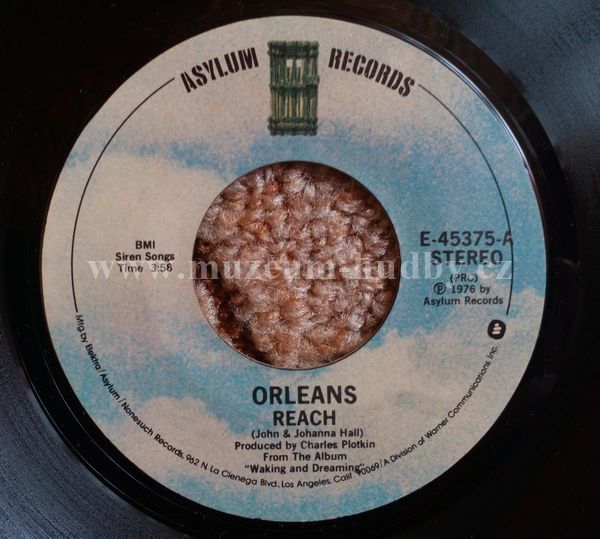 ASYLUM RECORDS
BMI
Siren Songs
Time 3:58
E-45375-A
STEREO
(PRC)
℗ 1976 by
Asylum Records
www.muzeum-hudby.cz
ORLEANS
REACH
(John & Johanna Hall)
Produced by Charles Plotkin
From The Album
"Waking and Dreaming"
Mfg by Elektra/Asylum/Nonesuch Records, 962 N. La Cienega Blvd., Los Angeles, Calif. 90069/A Division of Warner Communications Inc.